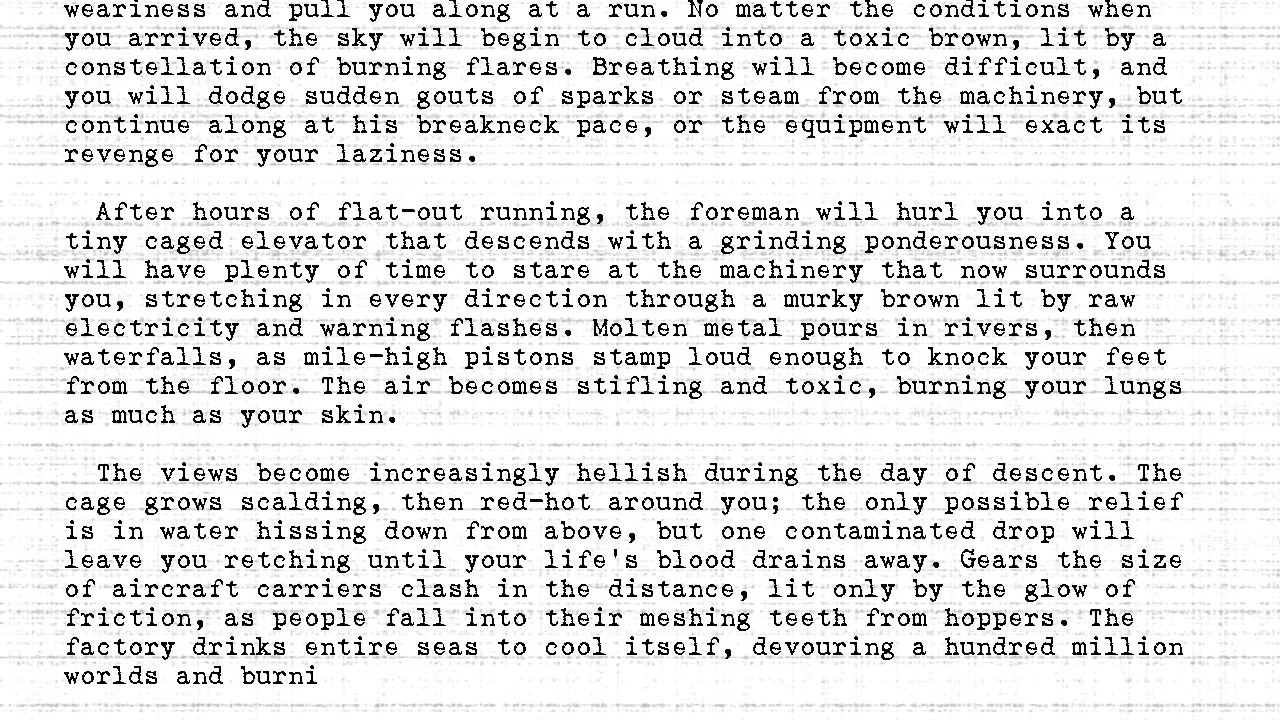 weariness and pull you along at a run. No matter the conditions when
you arrived, the sky will begin to cloud into a toxic brown, lit by a
constellation of burning flares. Breathing will become difficult, and
you will dodge sudden gouts of sparks or steam from the machinery, but
continue along at his breakneck pace, or the equipment will exact its
revenge for your laziness.
After hours of flat-out running, the foreman will hurl you into a
tiny caged elevator that descends with a grinding ponderousness. You
will have plenty of time to stare at the machinery that now surrounds
you, stretching in every direction through a murky brown lit by raw
electricity and warning flashes. Molten metal pours in rivers, then
waterfalls, as mile-high pistons stamp loud enough to knock your feet
from the floor. The air becomes stifling and toxic, burning your lungs
as much as your skin.
The views become increasingly hellish during the day of descent. The
cage grows scalding, then red-hot around you; the only possible relief
is in water hissing down from above, but one contaminated drop will
leave you retching until your life's blood drains away. Gears the size
of aircraft carriers clash in the distance, lit only by the glow of
friction, as people fall into their meshing teeth from hoppers. The
factory drinks entire seas to cool itself, devouring a hundred million
worlds and burni